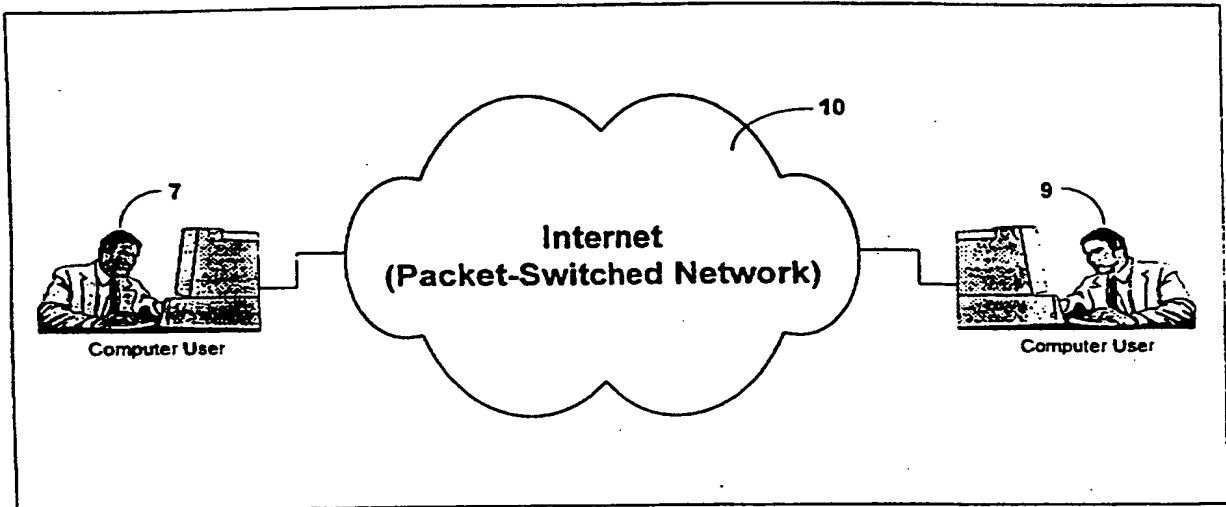 10
7
9
Internet
(Packet-Switched Network)
Computer User
Computer User